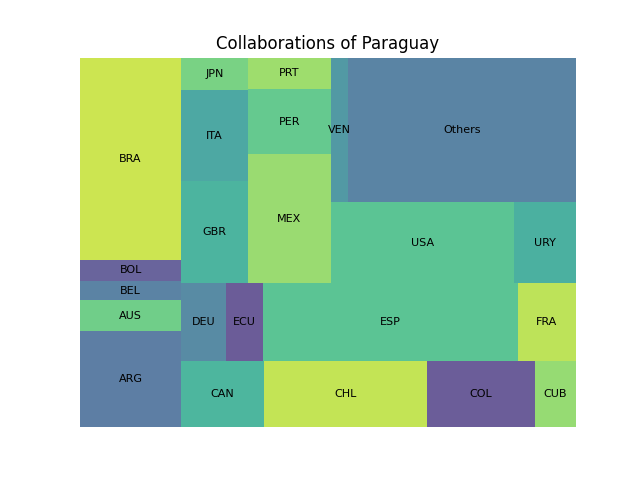 Collaborations of Paraguay
JPN
PRT
PER
VEN
Others
ITA
BRA
MEX
GBR
USA
URY
BOL
BEL
AUS
DEU
ECU
ESP
FRA
ARG
CAN
CHL
COL
CUB